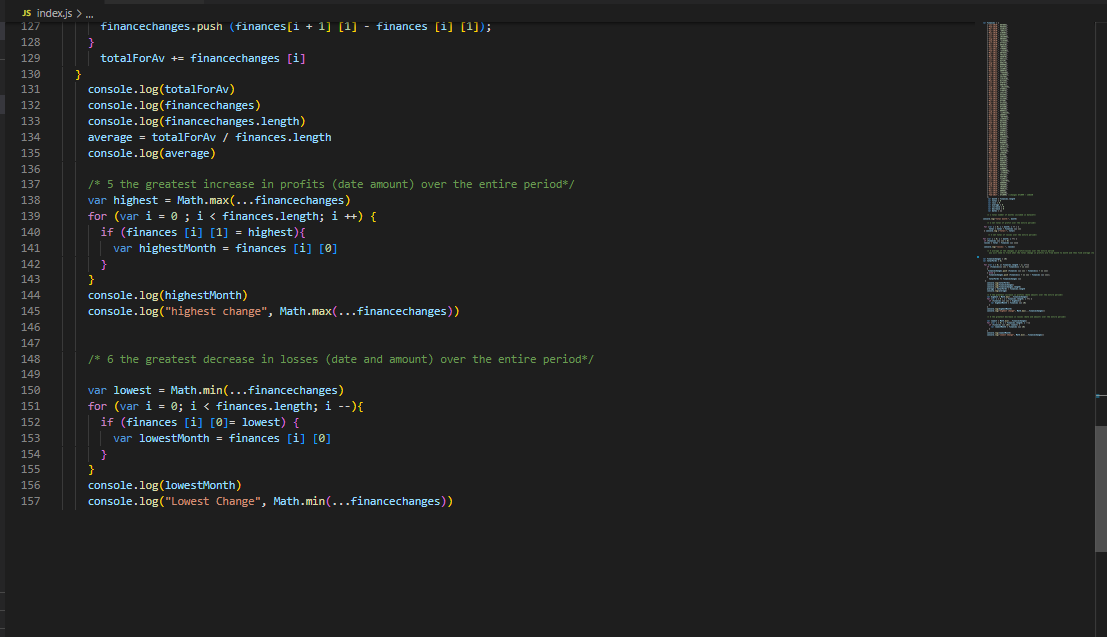 JS index.js > ...
127 financechanges.push (finances[i + 1] [1] - finances [i] [1]);
128 }
129 totalForAv += financechanges [i]
130 }
131 console.log(totalForAv)
132 console.log(financechanges)
133 console.log(financechanges.length)
134 average = totalForAv / finances.length
135 console.log(average)
136
137 /* 5 the greatest increase in profits (date amount) over the entire period*/
138 var highest = Math.max(...financechanges)
139 for (var i = 0 ; i < finances.length; i ++) {
140 if (finances [i] [1] = highest){
141 var highestMonth = finances [i] [0]
142 }
143 }
144 console.log(highestMonth)
145 console.log("highest change", Math.max(...financechanges))
146
147
148 /* 6 the greatest decrease in losses (date and amount) over the entire period*/
149
150 var lowest = Math.min(...financechanges)
151 for (var i = 0; i < finances.length; i --){
152 if (finances [i] [0]= lowest) {
153 var lowestMonth = finances [i] [0]
154 }
155 }
156 console.log(lowestMonth)
157 console.log("Lowest Change", Math.min(...financechanges))